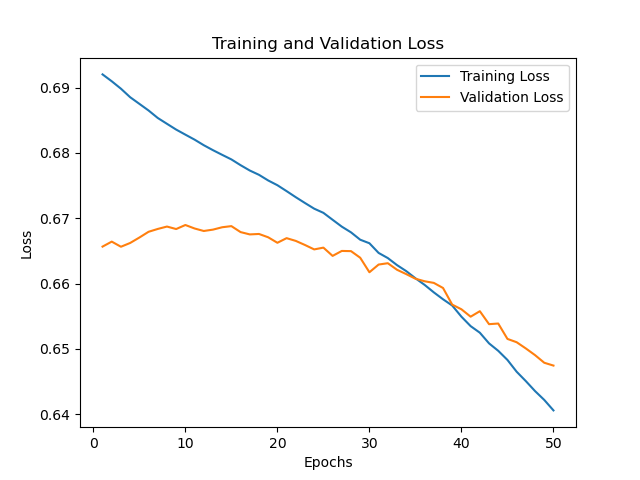 Training and Validation Loss
Training Loss
Validation Loss
0.69
0.68
0.67
0.66
0.65
0.64
Loss
0 10 20 30 40 50
Epochs